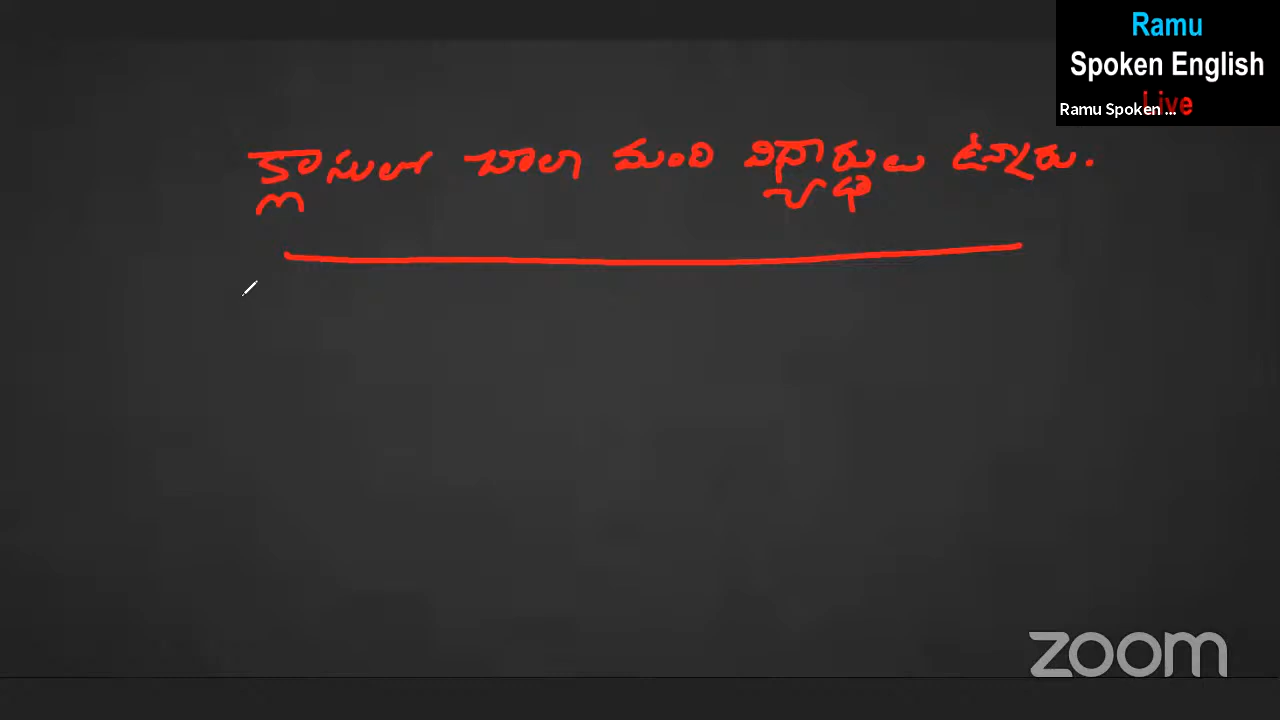 Ramu
Spoken English
Live
Ramu Spoken ...
క్లాసులో చాలా మంది విద్యార్థులు ఉన్నారు.
zoom